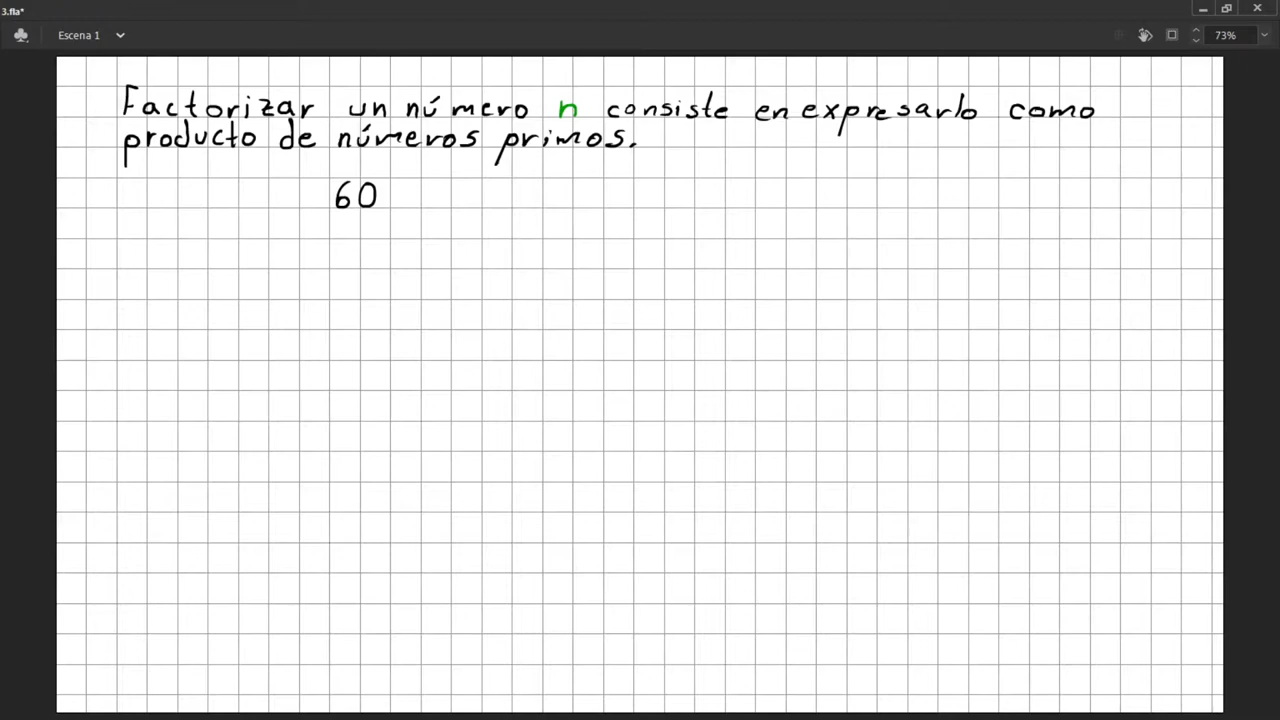 3.fla*
Escena 1
73%
Factorizar un número n consiste en expresarlo como
producto de números primos.
60